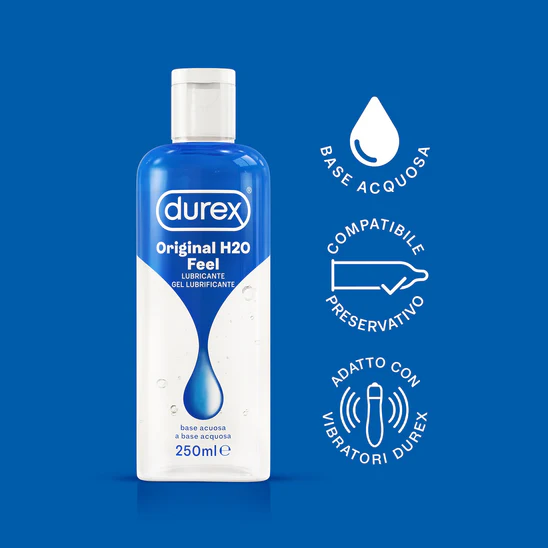 durex®
Original H2O
Feel
LUBRICANTE
GEL LUBRIFICANTE
base acuosa
a base acquosa
250ml ℮
BASE ACQUOSA
COMPATIBILE
PRESERVATIVO
ADATTO CON
VIBRATORI DUREX